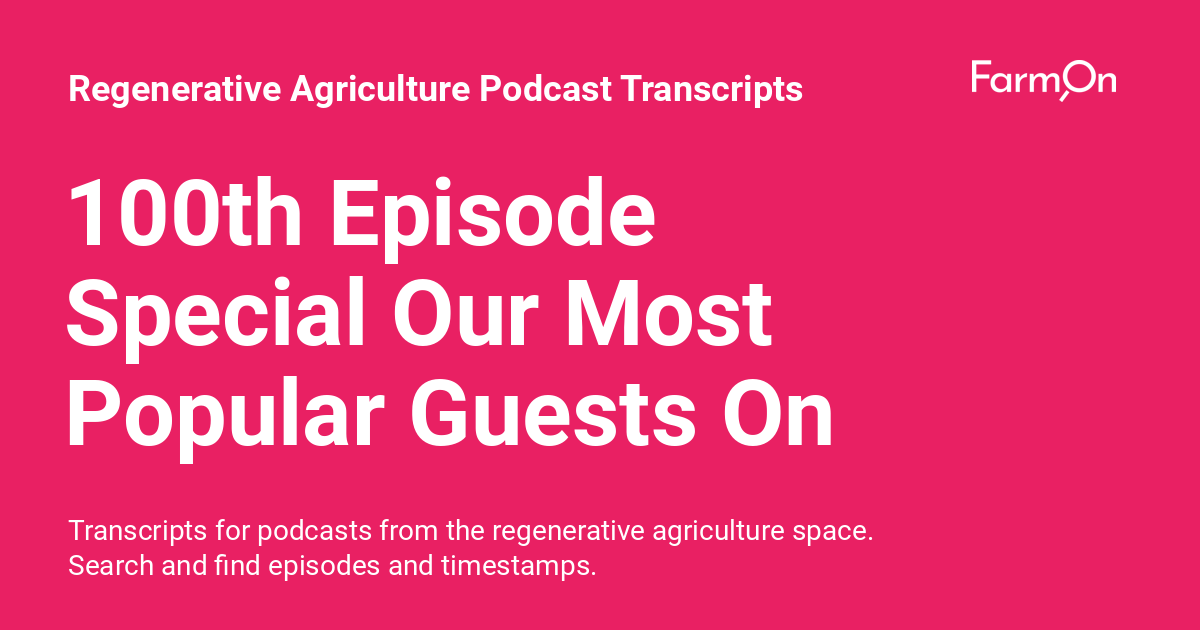 Regenerative Agriculture Podcast Transcripts
FarmOn
100th Episode
Special Our Most
Popular Guests On
Transcripts for podcasts from the regenerative agriculture space.
Search and find episodes and timestamps.